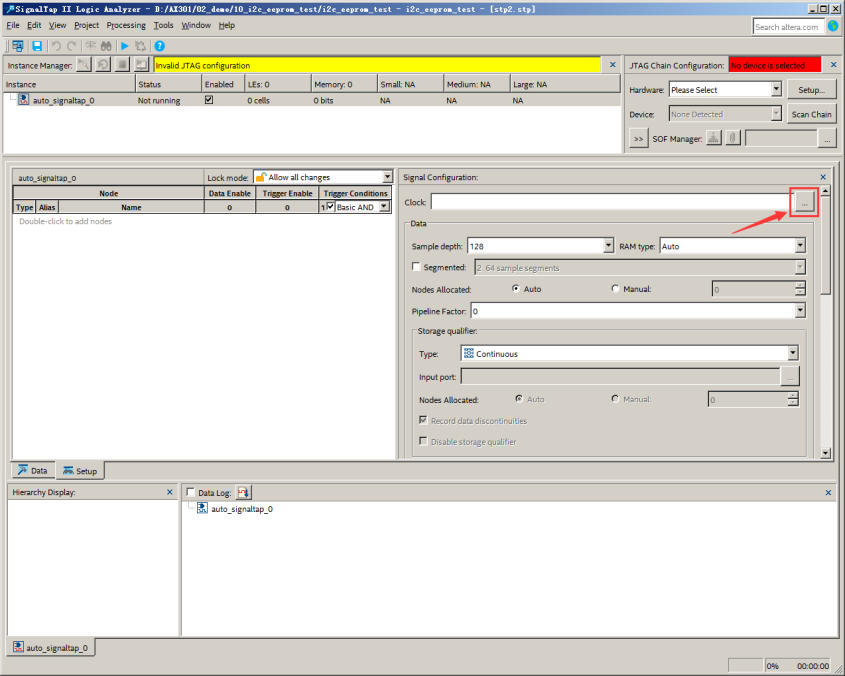 SignalTap II Logic Analyzer - D:/AX301/02_demo/10_i2c_eeprom_test/i2c_eeprom_test - i2c_eeprom_test - [stp2.stp]
File Edit View Project Processing Tools Window Help
Search altera.com
Instance Manager: Invalid JTAG configuration
Instance Status Enabled LEs: 0 Memory: 0 Small: NA Medium: NA Large: NA
auto_signaltap_0 Not running 0 cells 0 bits NA NA NA
JTAG Chain Configuration: No device is selected
Hardware: Please Select Setup...
Device: None Detected Scan Chain
>> SOF Manager: ...
auto_signaltap_0 Lock mode: Allow all changes
Node Data Enable Trigger Enable Trigger Conditions
Type Alias Name 0 0 1 Basic AND
Double-click to add nodes
Signal Configuration:
Clock: ...
Data
Sample depth: 128 RAM type: Auto
Segmented: 2 64 sample segments
Nodes Allocated: Auto Manual: 0
Pipeline Factor: 0
Storage qualifier:
Type: Continuous
Input port: ...
Nodes Allocated: Auto Manual: 0
Record data discontinuities
Disable storage qualifier
Data Setup
Hierarchy Display:
Data Log:
auto_signaltap_0
auto_signaltap_0
0% 00:00:00